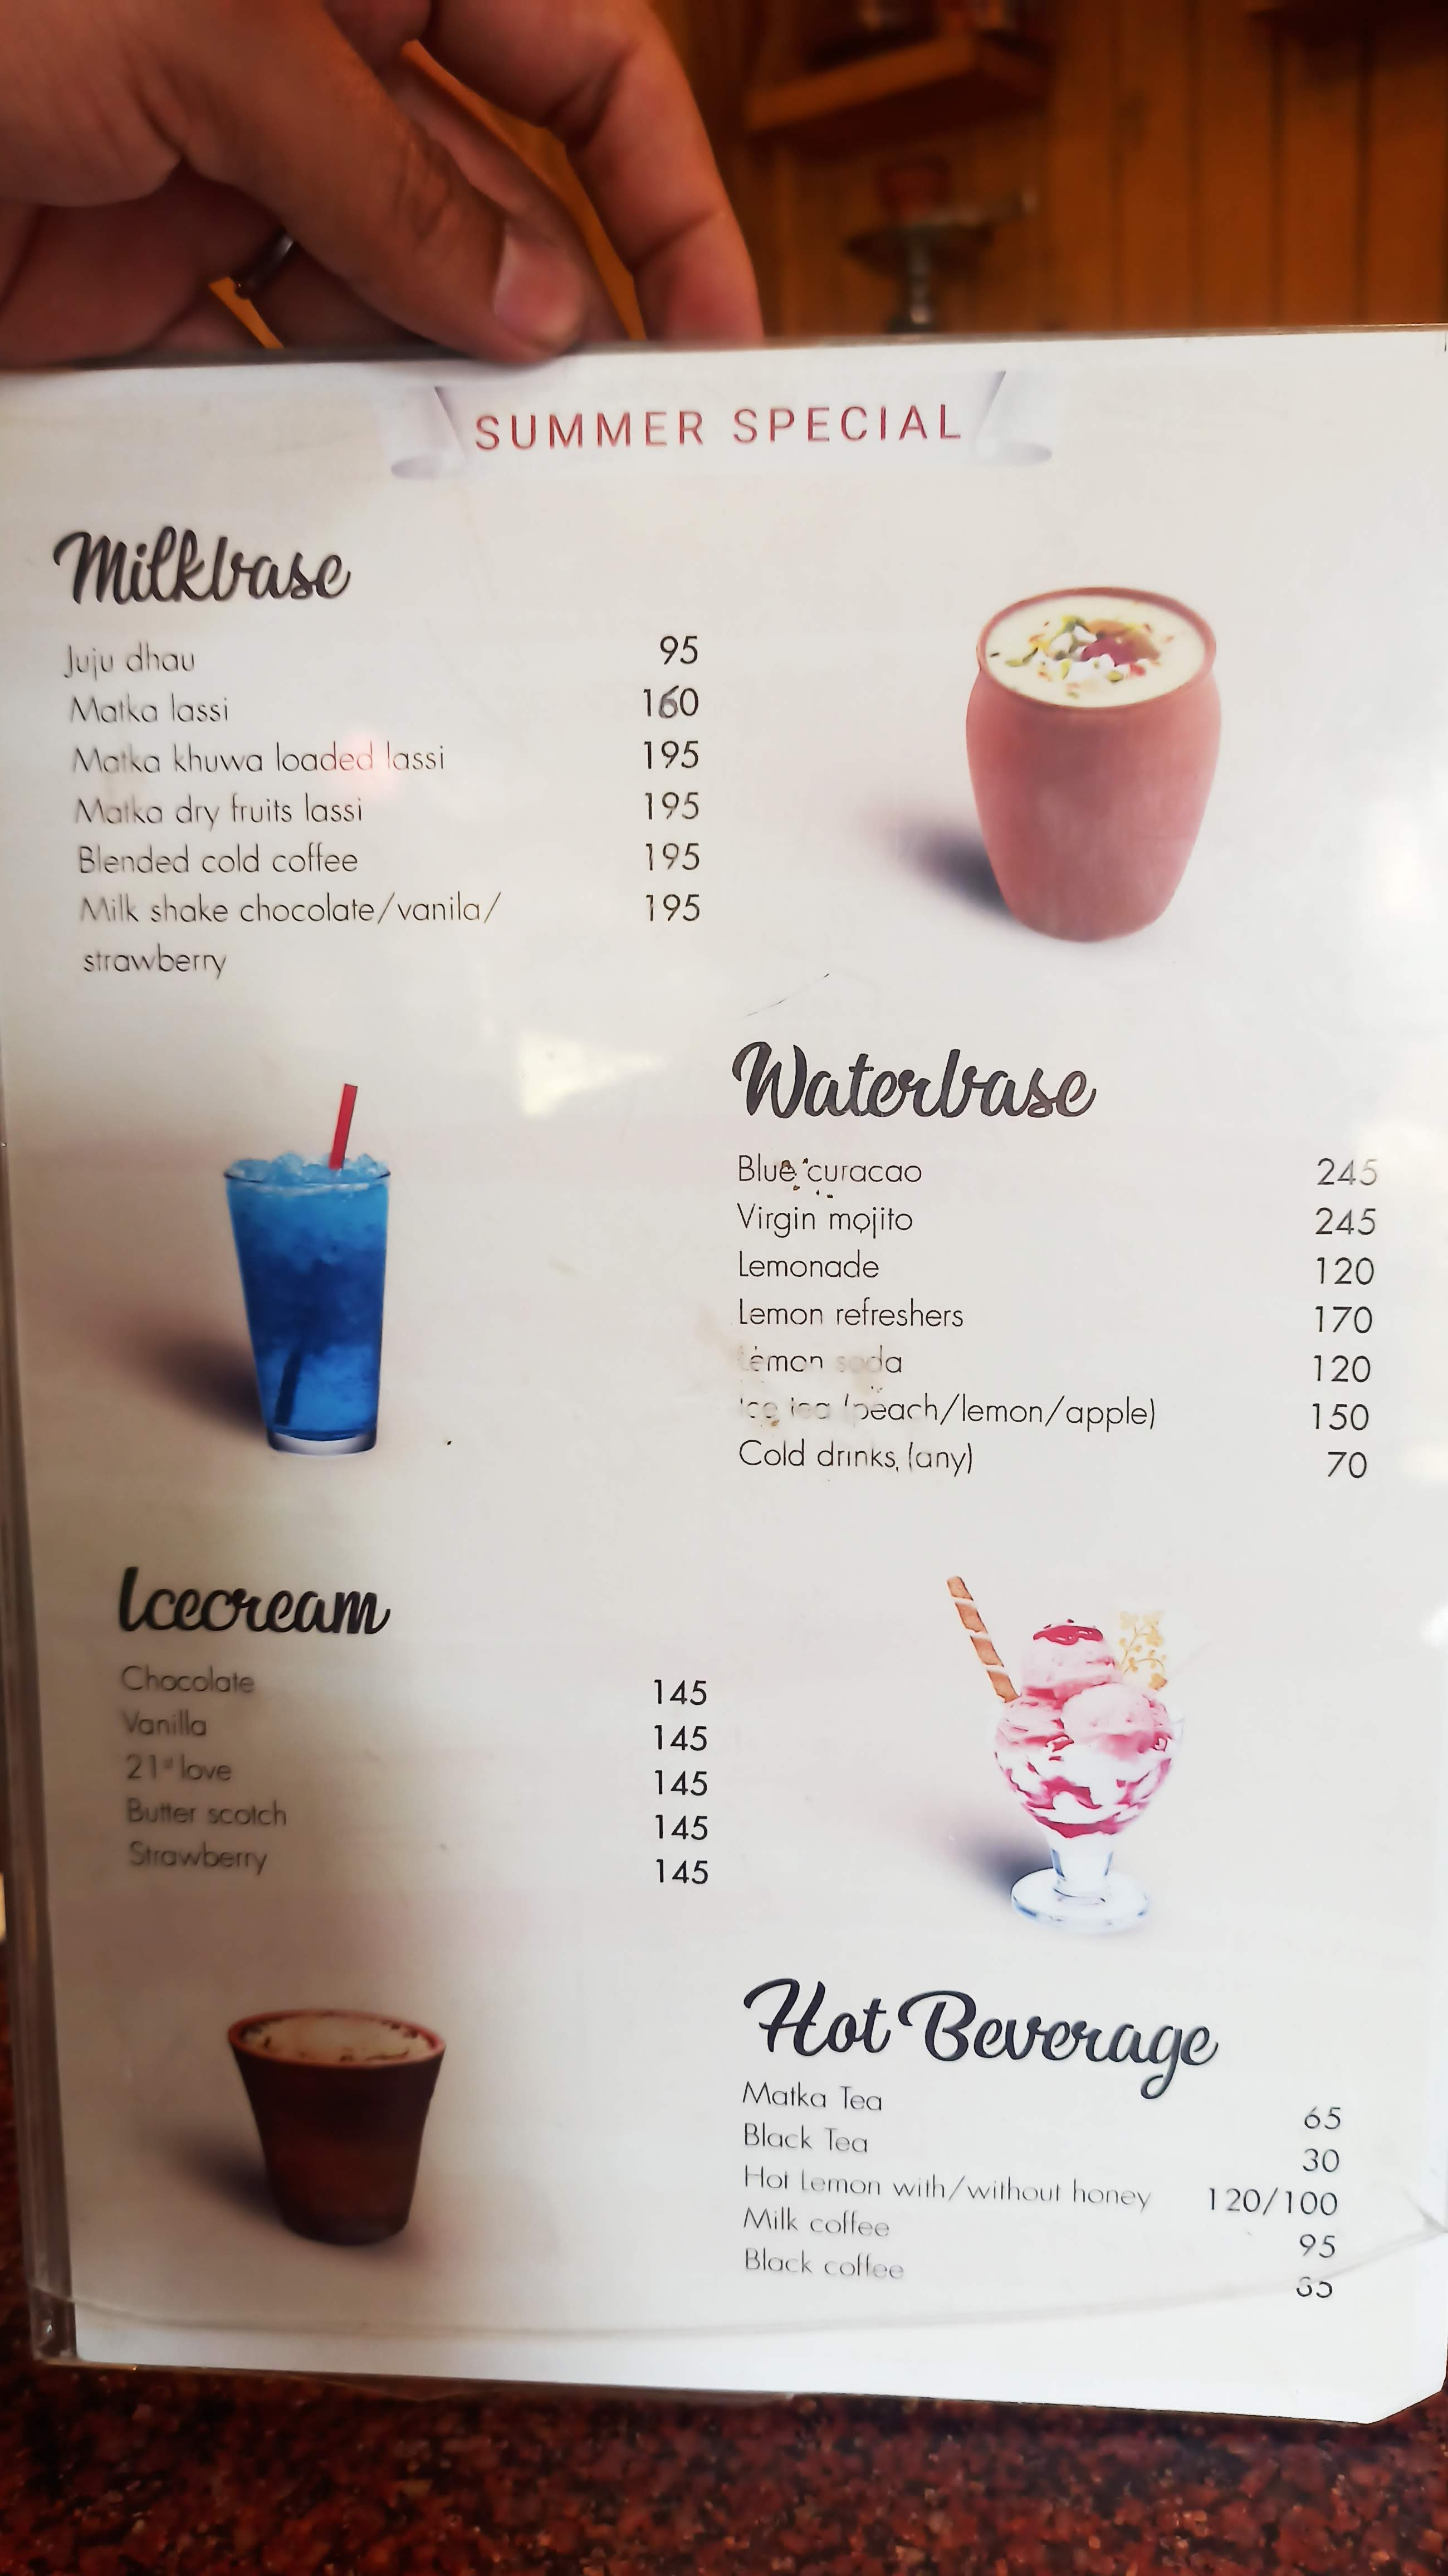 SUMMER SPECIAL
Milkbase
Juju dhau 95
Matka lassi 160
Matka khuwa loaded lassi 195
Matka dry fruits lassi 195
Blended cold coffee 195
Milk shake chocolate/vanila/ 195
strawberry
Waterbase
Blue curacao 245
Virgin mojito 245
Lemonade 120
Lemon refreshers 170
Lemon soda 120
Ice tea (peach/lemon/apple) 150
Cold drinks, (any) 70
Icecream
Chocolate 145
Vanilla 145
21st love 145
Butter scotch 145
Strawberry 145
Hot Beverage
Matka Tea 65
Black Tea 30
Hot Lemon with/without honey 120/100
Milk coffee 95
Black coffee